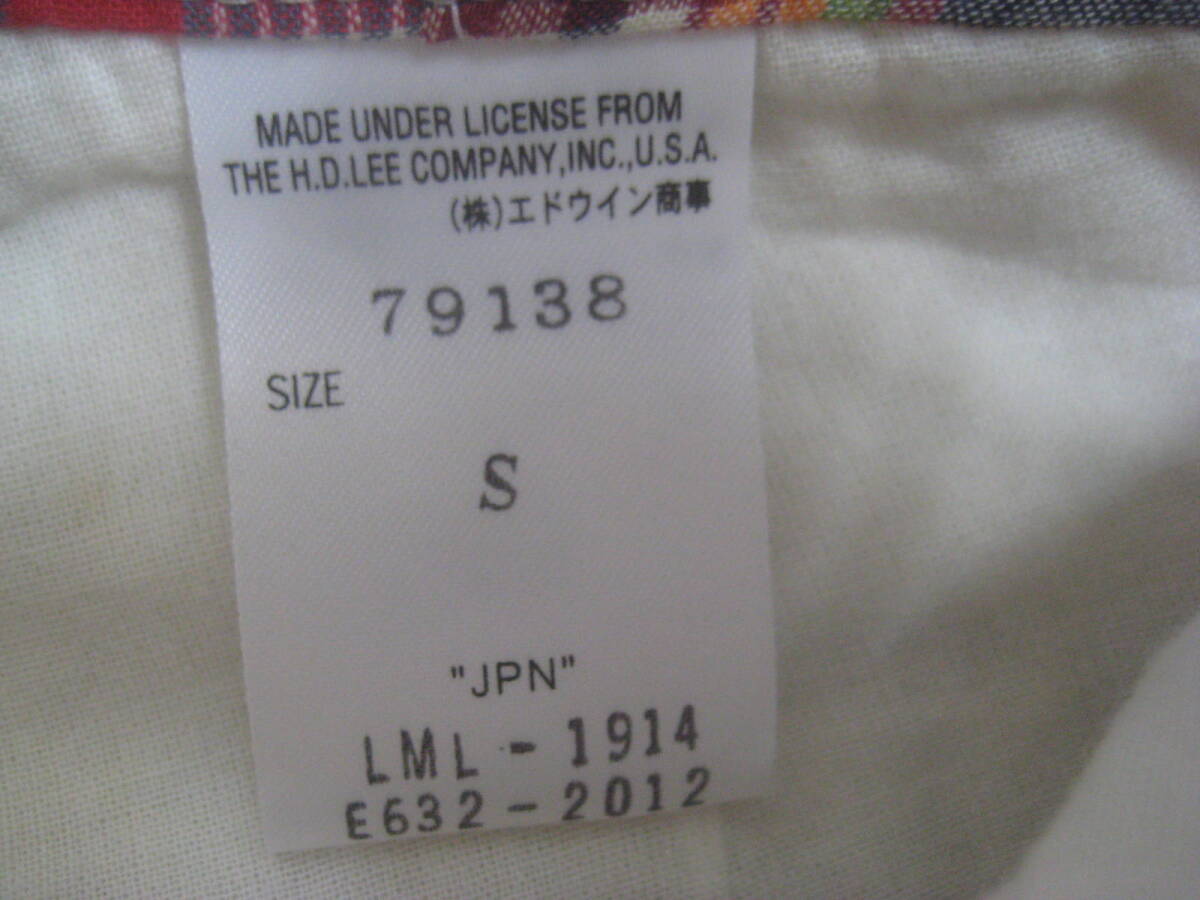 MADE UNDER LICENSE FROM
THE H.D.LEE COMPANY,INC.,U.S.A.
(株)エドウイン商事
79138
SIZE
S
"JPN"
LML-1914
E632-2012